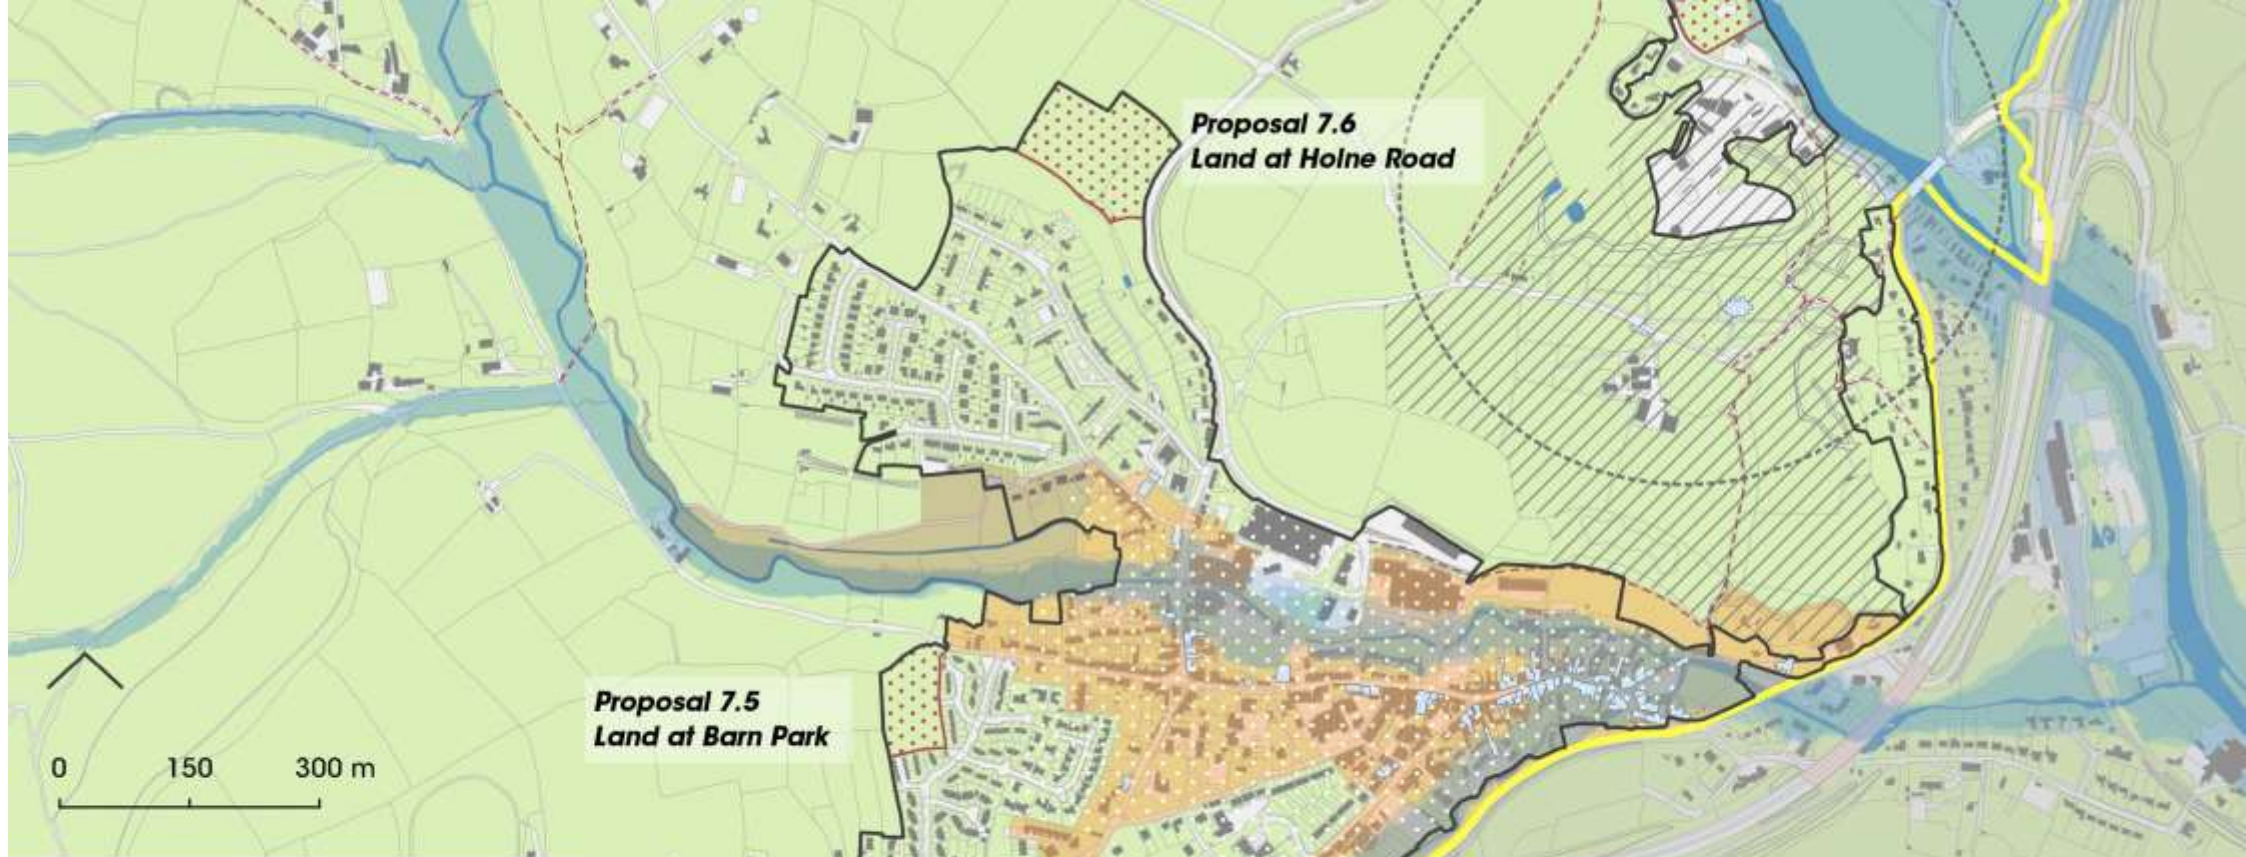 Proposal 7.6
Land at Holne Road
Proposal 7.5
Land at Barn Park
0 150 300 m